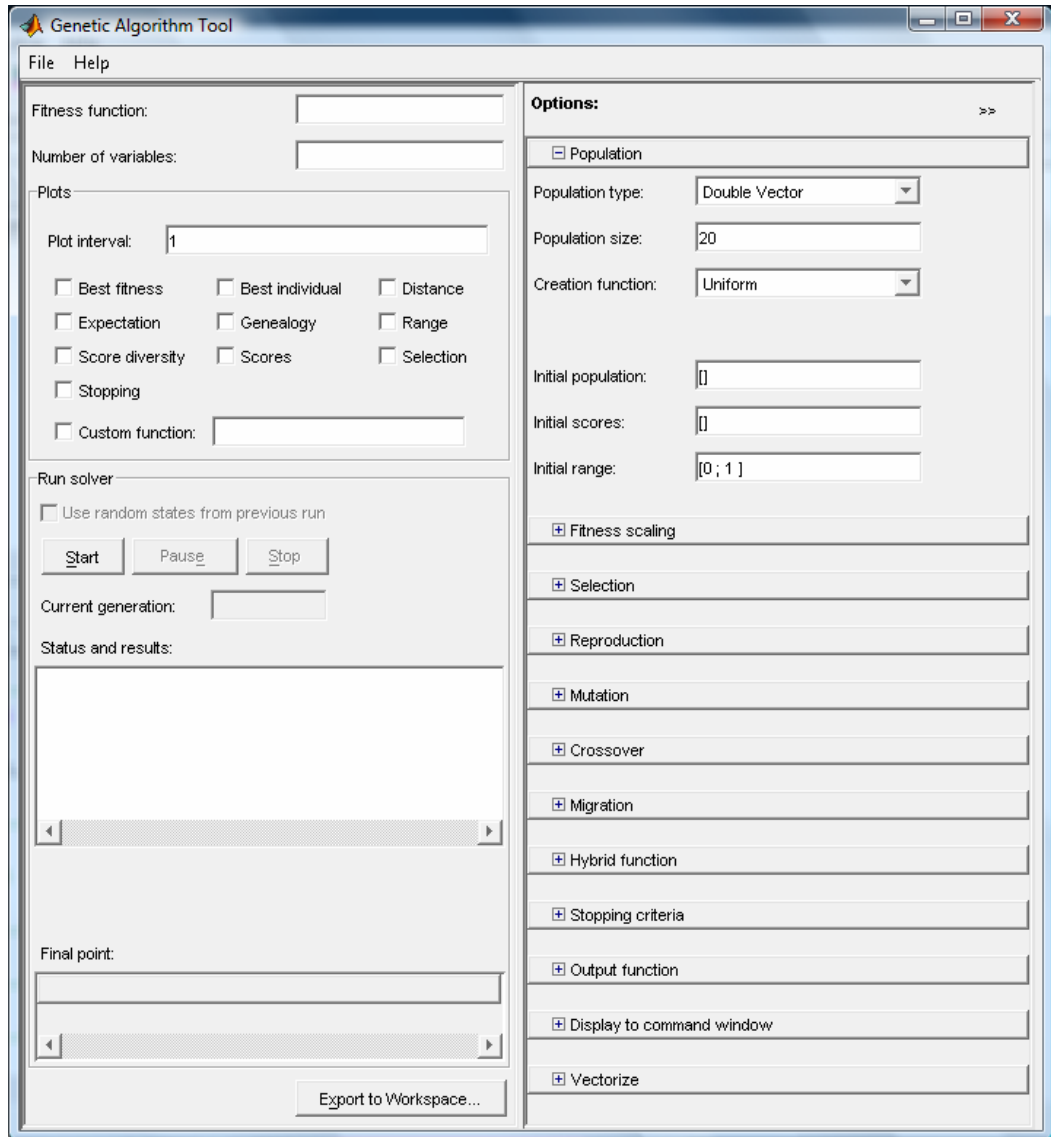 Genetic Algorithm Tool
File Help
Fitness function:
Number of variables:
Plots
Plot interval: 1
Best fitness Best individual Distance
Expectation Genealogy Range
Score diversity Scores Selection
Stopping
Custom function:
Run solver
Use random states from previous run
Start Pause Stop
Current generation:
Status and results:
Final point:
Export to Workspace...
Options: >>
Population
Population type: Double Vector
Population size: 20
Creation function: Uniform
Initial population: []
Initial scores: []
Initial range: [0 ; 1 ]
Fitness scaling
Selection
Reproduction
Mutation
Crossover
Migration
Hybrid function
Stopping criteria
Output function
Display to command window
Vectorize